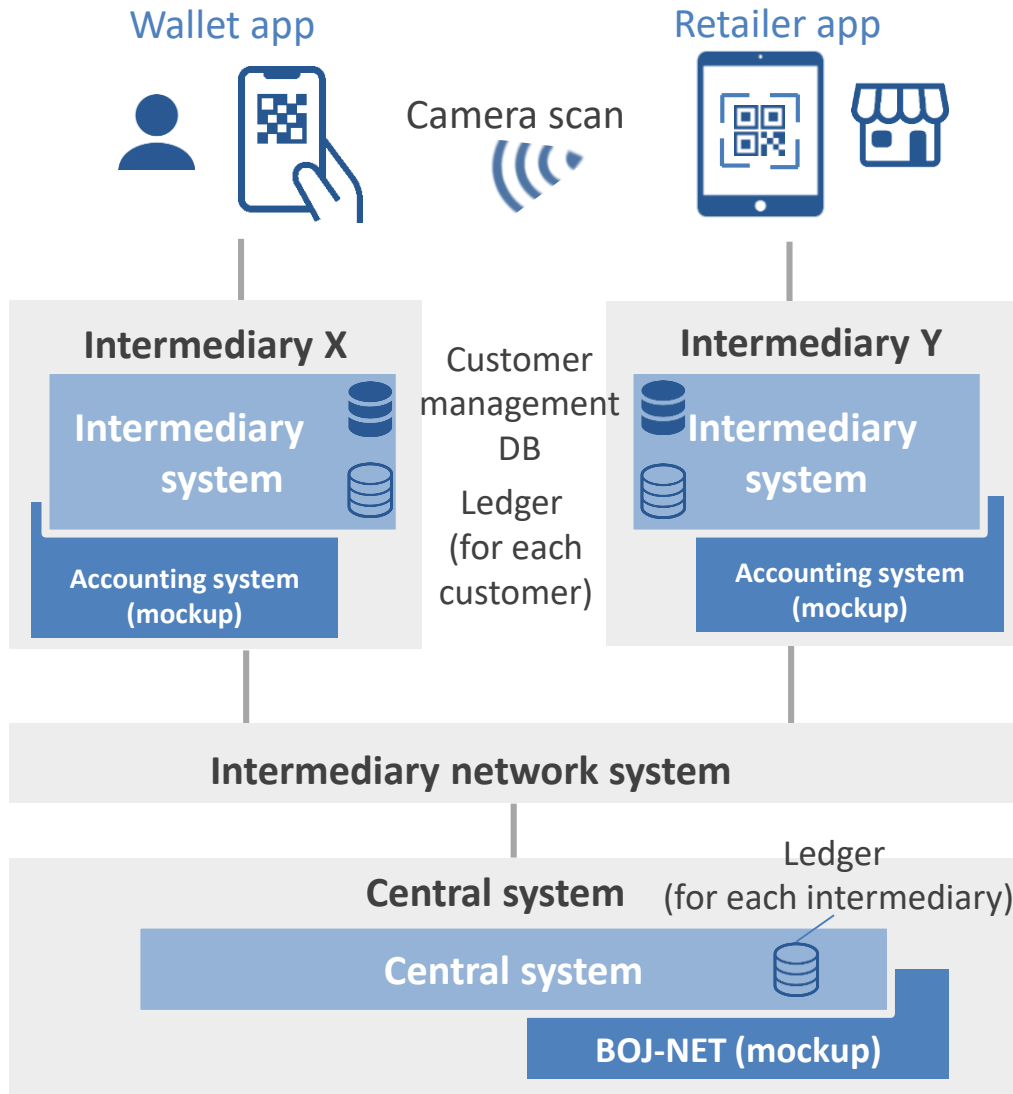 Wallet app
Retailer app
Camera scan
Intermediary X
Intermediary
system
Accounting system
(mockup)
Customer
management
DB
Ledger
(for each
customer)
Intermediary Y
Intermediary
system
Accounting system
(mockup)
Intermediary network system
Central system
Ledger
(for each intermediary)
Central system
BOJ-NET (mockup)